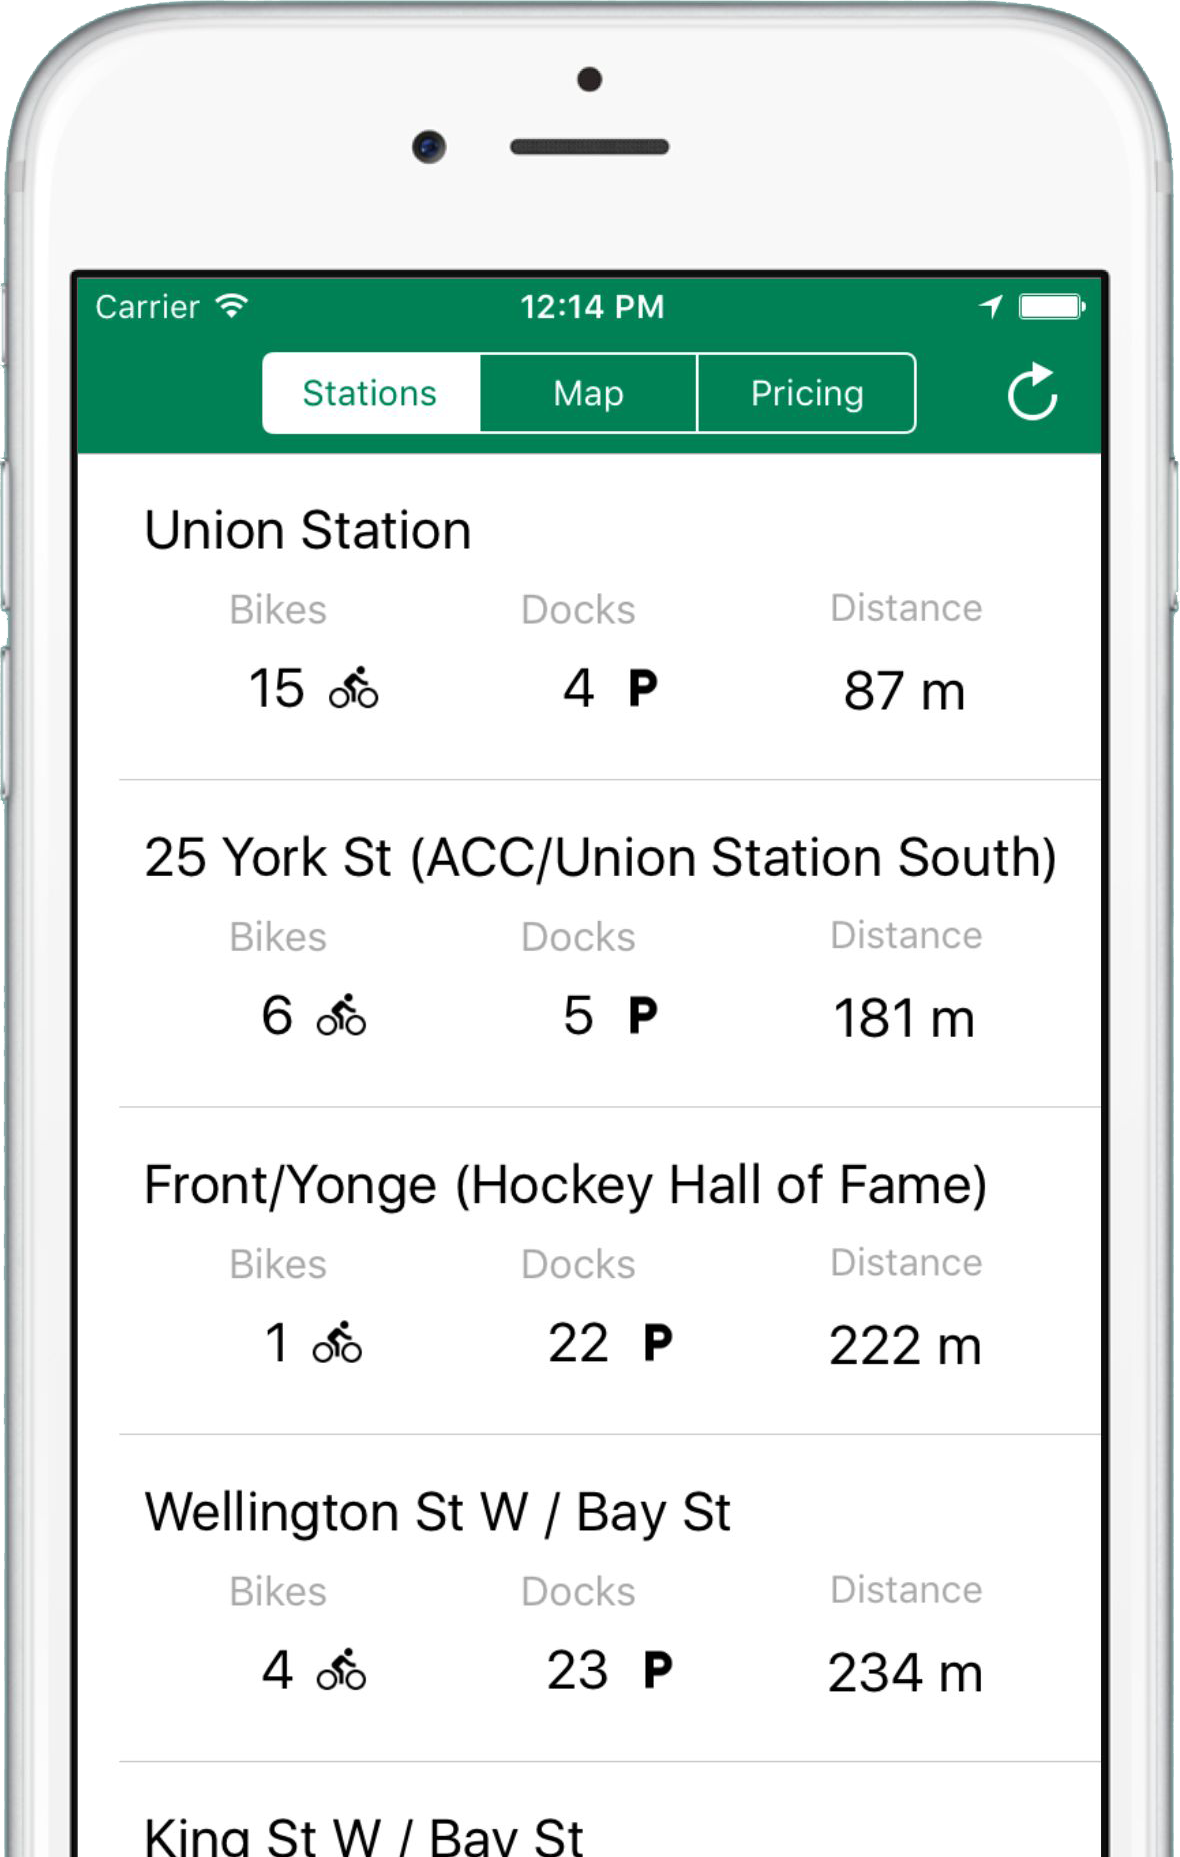 Carrier 12:14 PM
Stations Map Pricing
Union Station
Bikes Docks Distance
15 4 P 87 m
25 York St (ACC/Union Station South)
Bikes Docks Distance
6 5 P 181 m
Front/Yonge (Hockey Hall of Fame)
Bikes Docks Distance
1 22 P 222 m
Wellington St W / Bay St
Bikes Docks Distance
4 23 P 234 m
King St W / Bay St